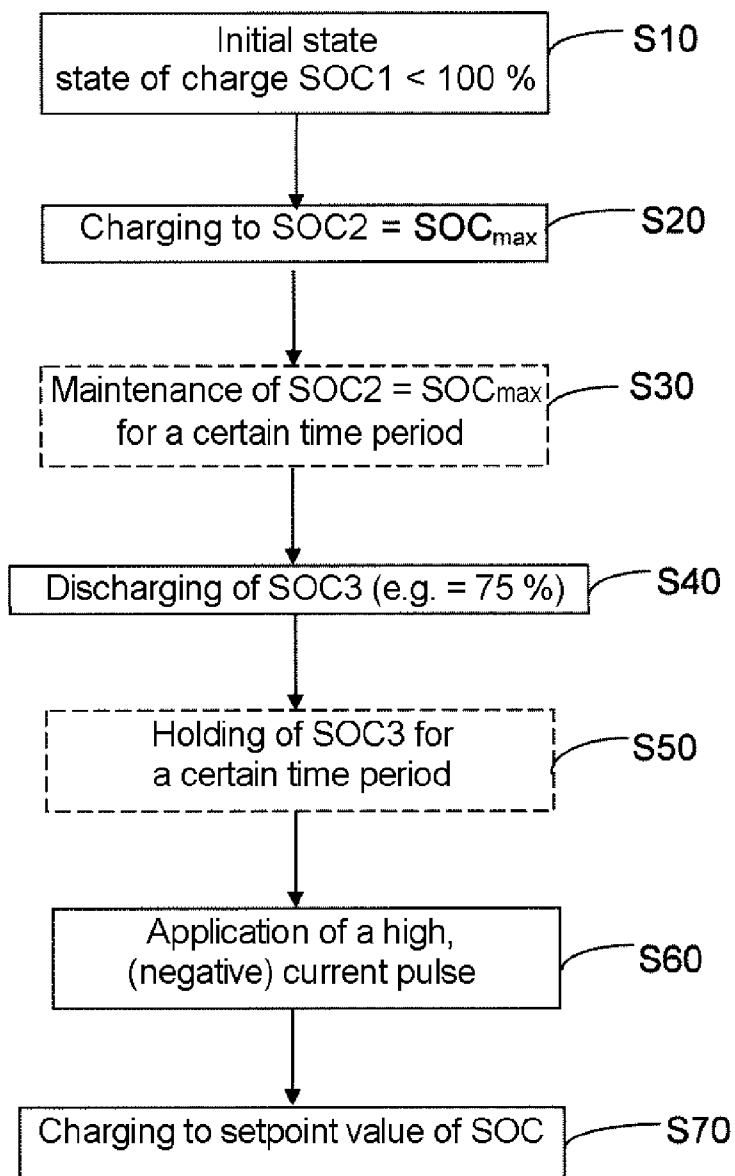 Initial state
state of charge SOC1 < 100 %
S10
Charging to SOC2 = SOCmax
S20
Maintenance of SOC2 = SOCmax
for a certain time period
S30
Discharging of SOC3 (e.g. = 75 %)
S40
Holding of SOC3 for
a certain time period
S50
Application of a high,
(negative) current pulse
S60
Charging to setpoint value of SOC
S70